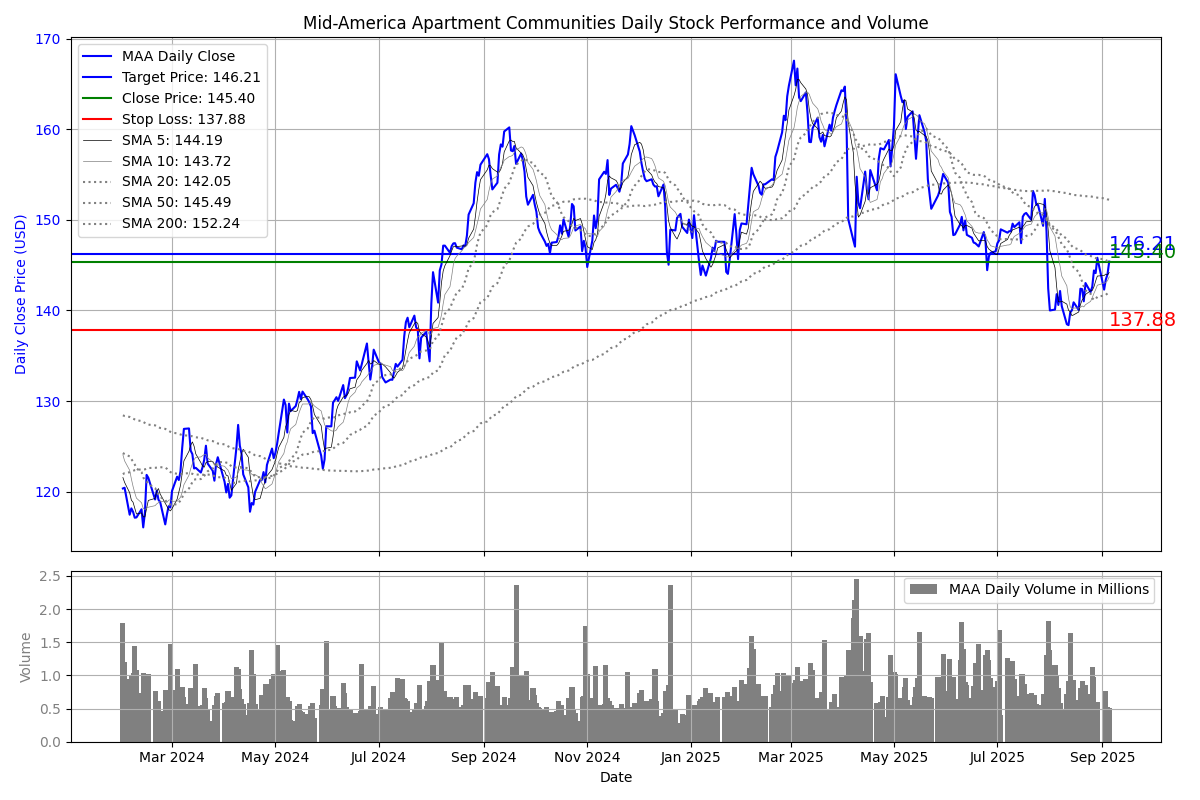 Mid-America Apartment Communities Daily Stock Performance and Volume
170
160
150
140
130
120
Daily Close Price (USD)
MAA Daily Close
Target Price: 146.21
Close Price: 145.40
Stop Loss: 137.88
SMA 5: 144.19
SMA 10: 143.72
SMA 20: 142.05
SMA 50: 145.49
SMA 200: 152.24
146.21
145.40
137.88
2.5
2.0
1.5
1.0
0.5
0.0
Volume
MAA Daily Volume in Millions
Mar 2024 May 2024 Jul 2024 Sep 2024 Nov 2024 Jan 2025 Mar 2025 May 2025 Jul 2025 Sep 2025
Date